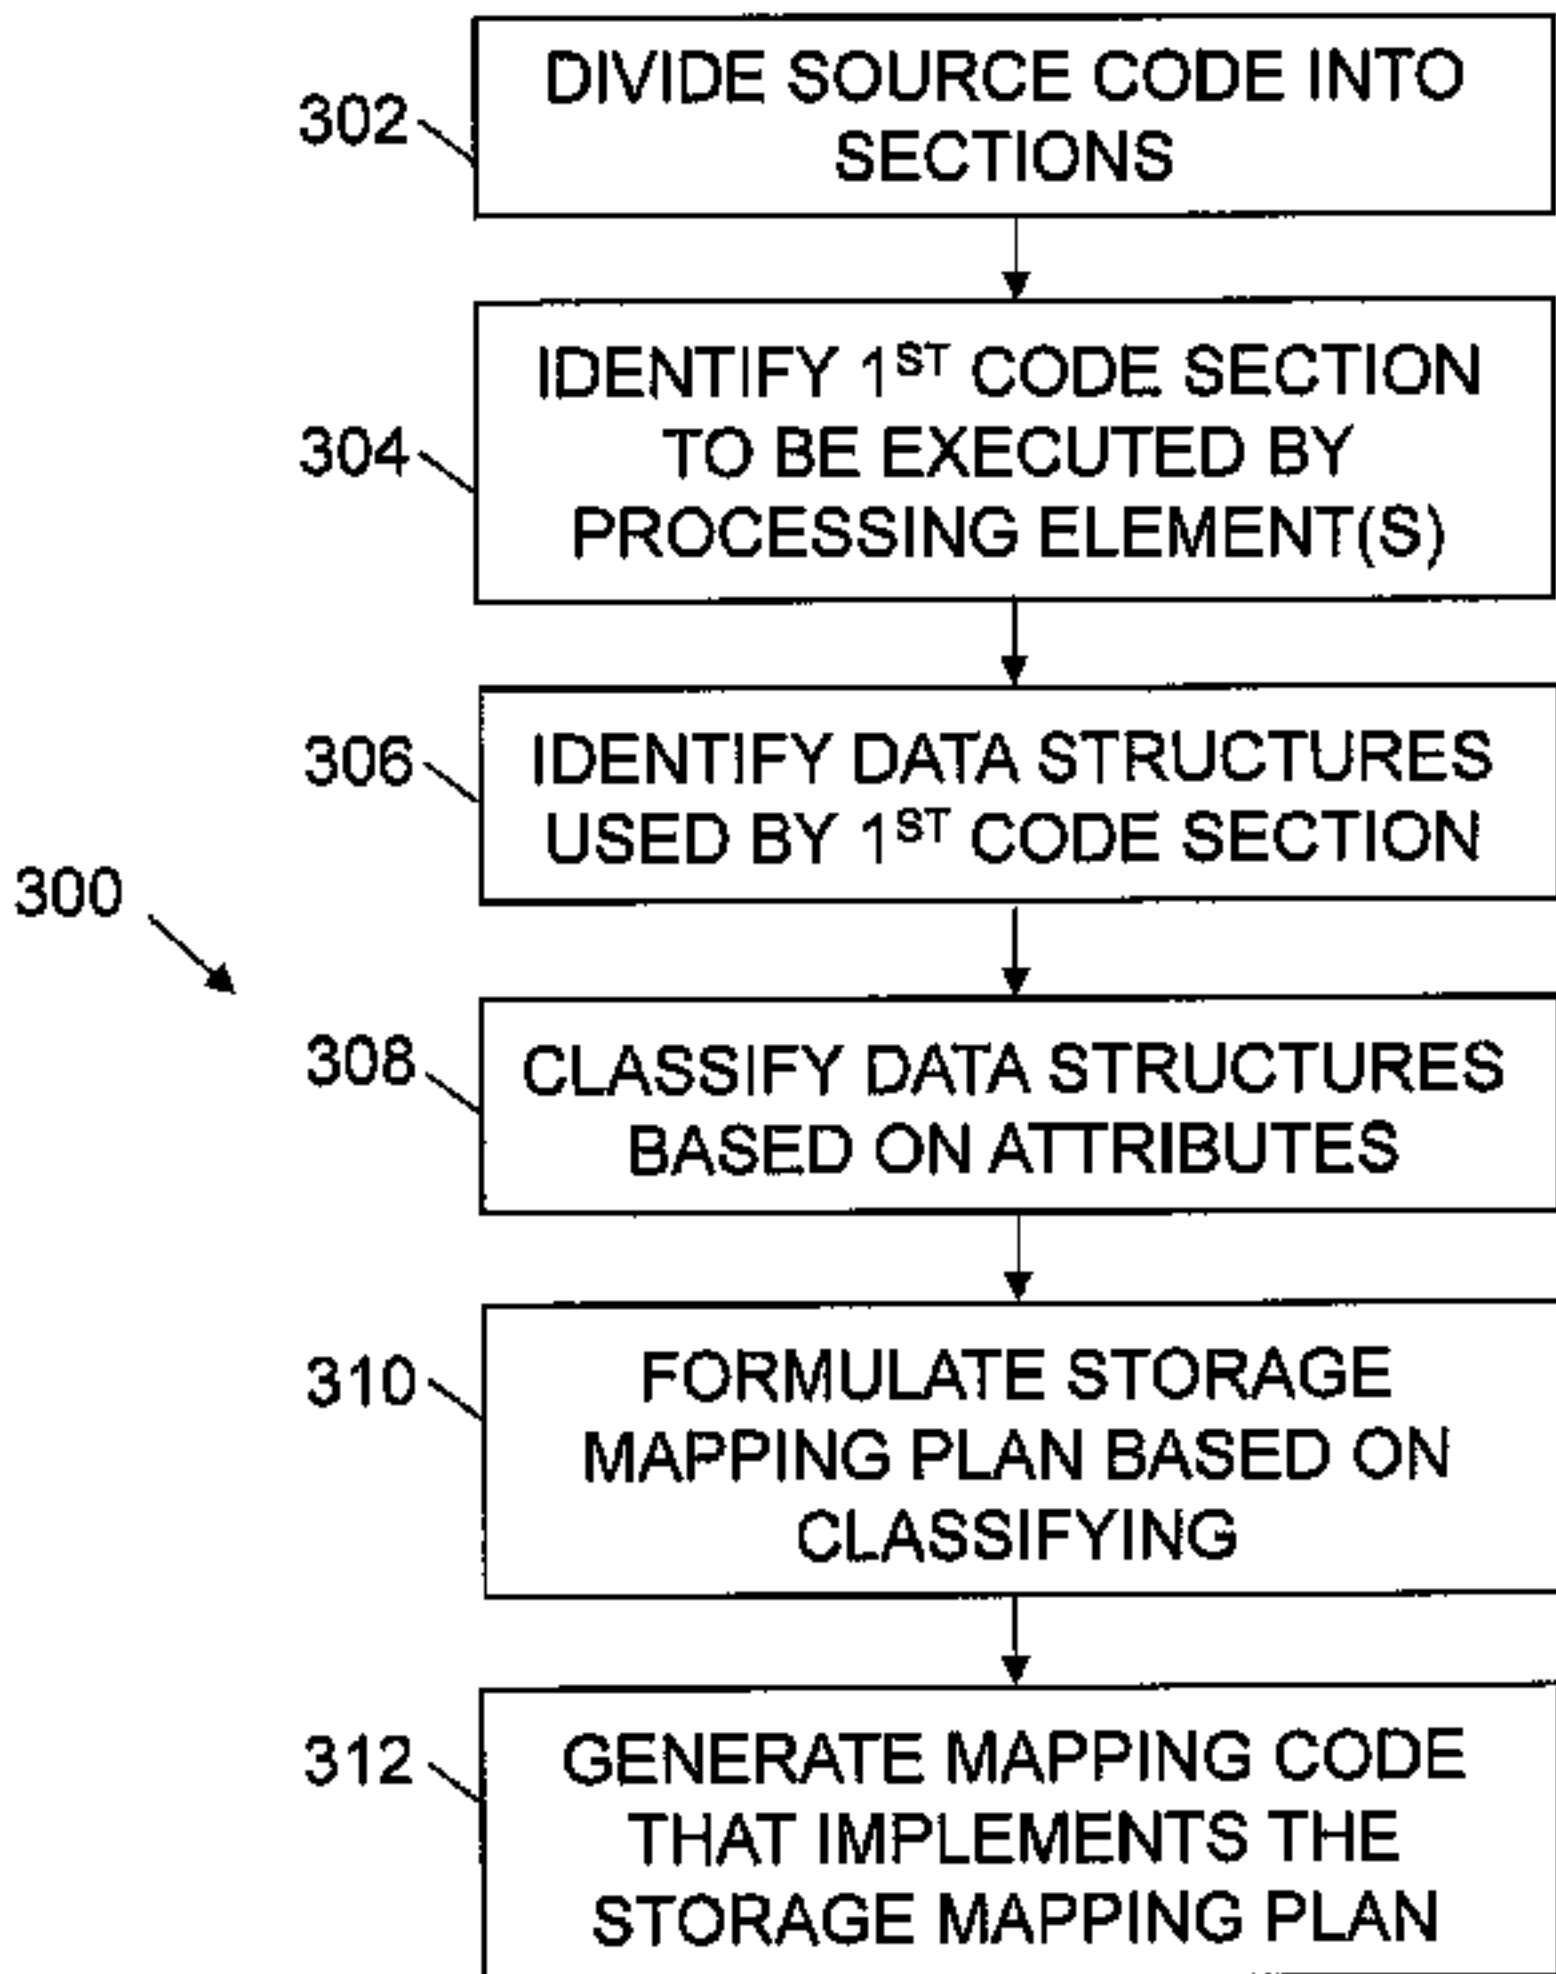 302
DIVIDE SOURCE CODE INTO
SECTIONS
304
IDENTIFY 1ST CODE SECTION
TO BE EXECUTED BY
PROCESSING ELEMENT(S)
306
IDENTIFY DATA STRUCTURES
USED BY 1ST CODE SECTION
300
308
CLASSIFY DATA STRUCTURES
BASED ON ATTRIBUTES
310
FORMULATE STORAGE
MAPPING PLAN BASED ON
CLASSIFYING
312
GENERATE MAPPING CODE
THAT IMPLEMENTS THE
STORAGE MAPPING PLAN